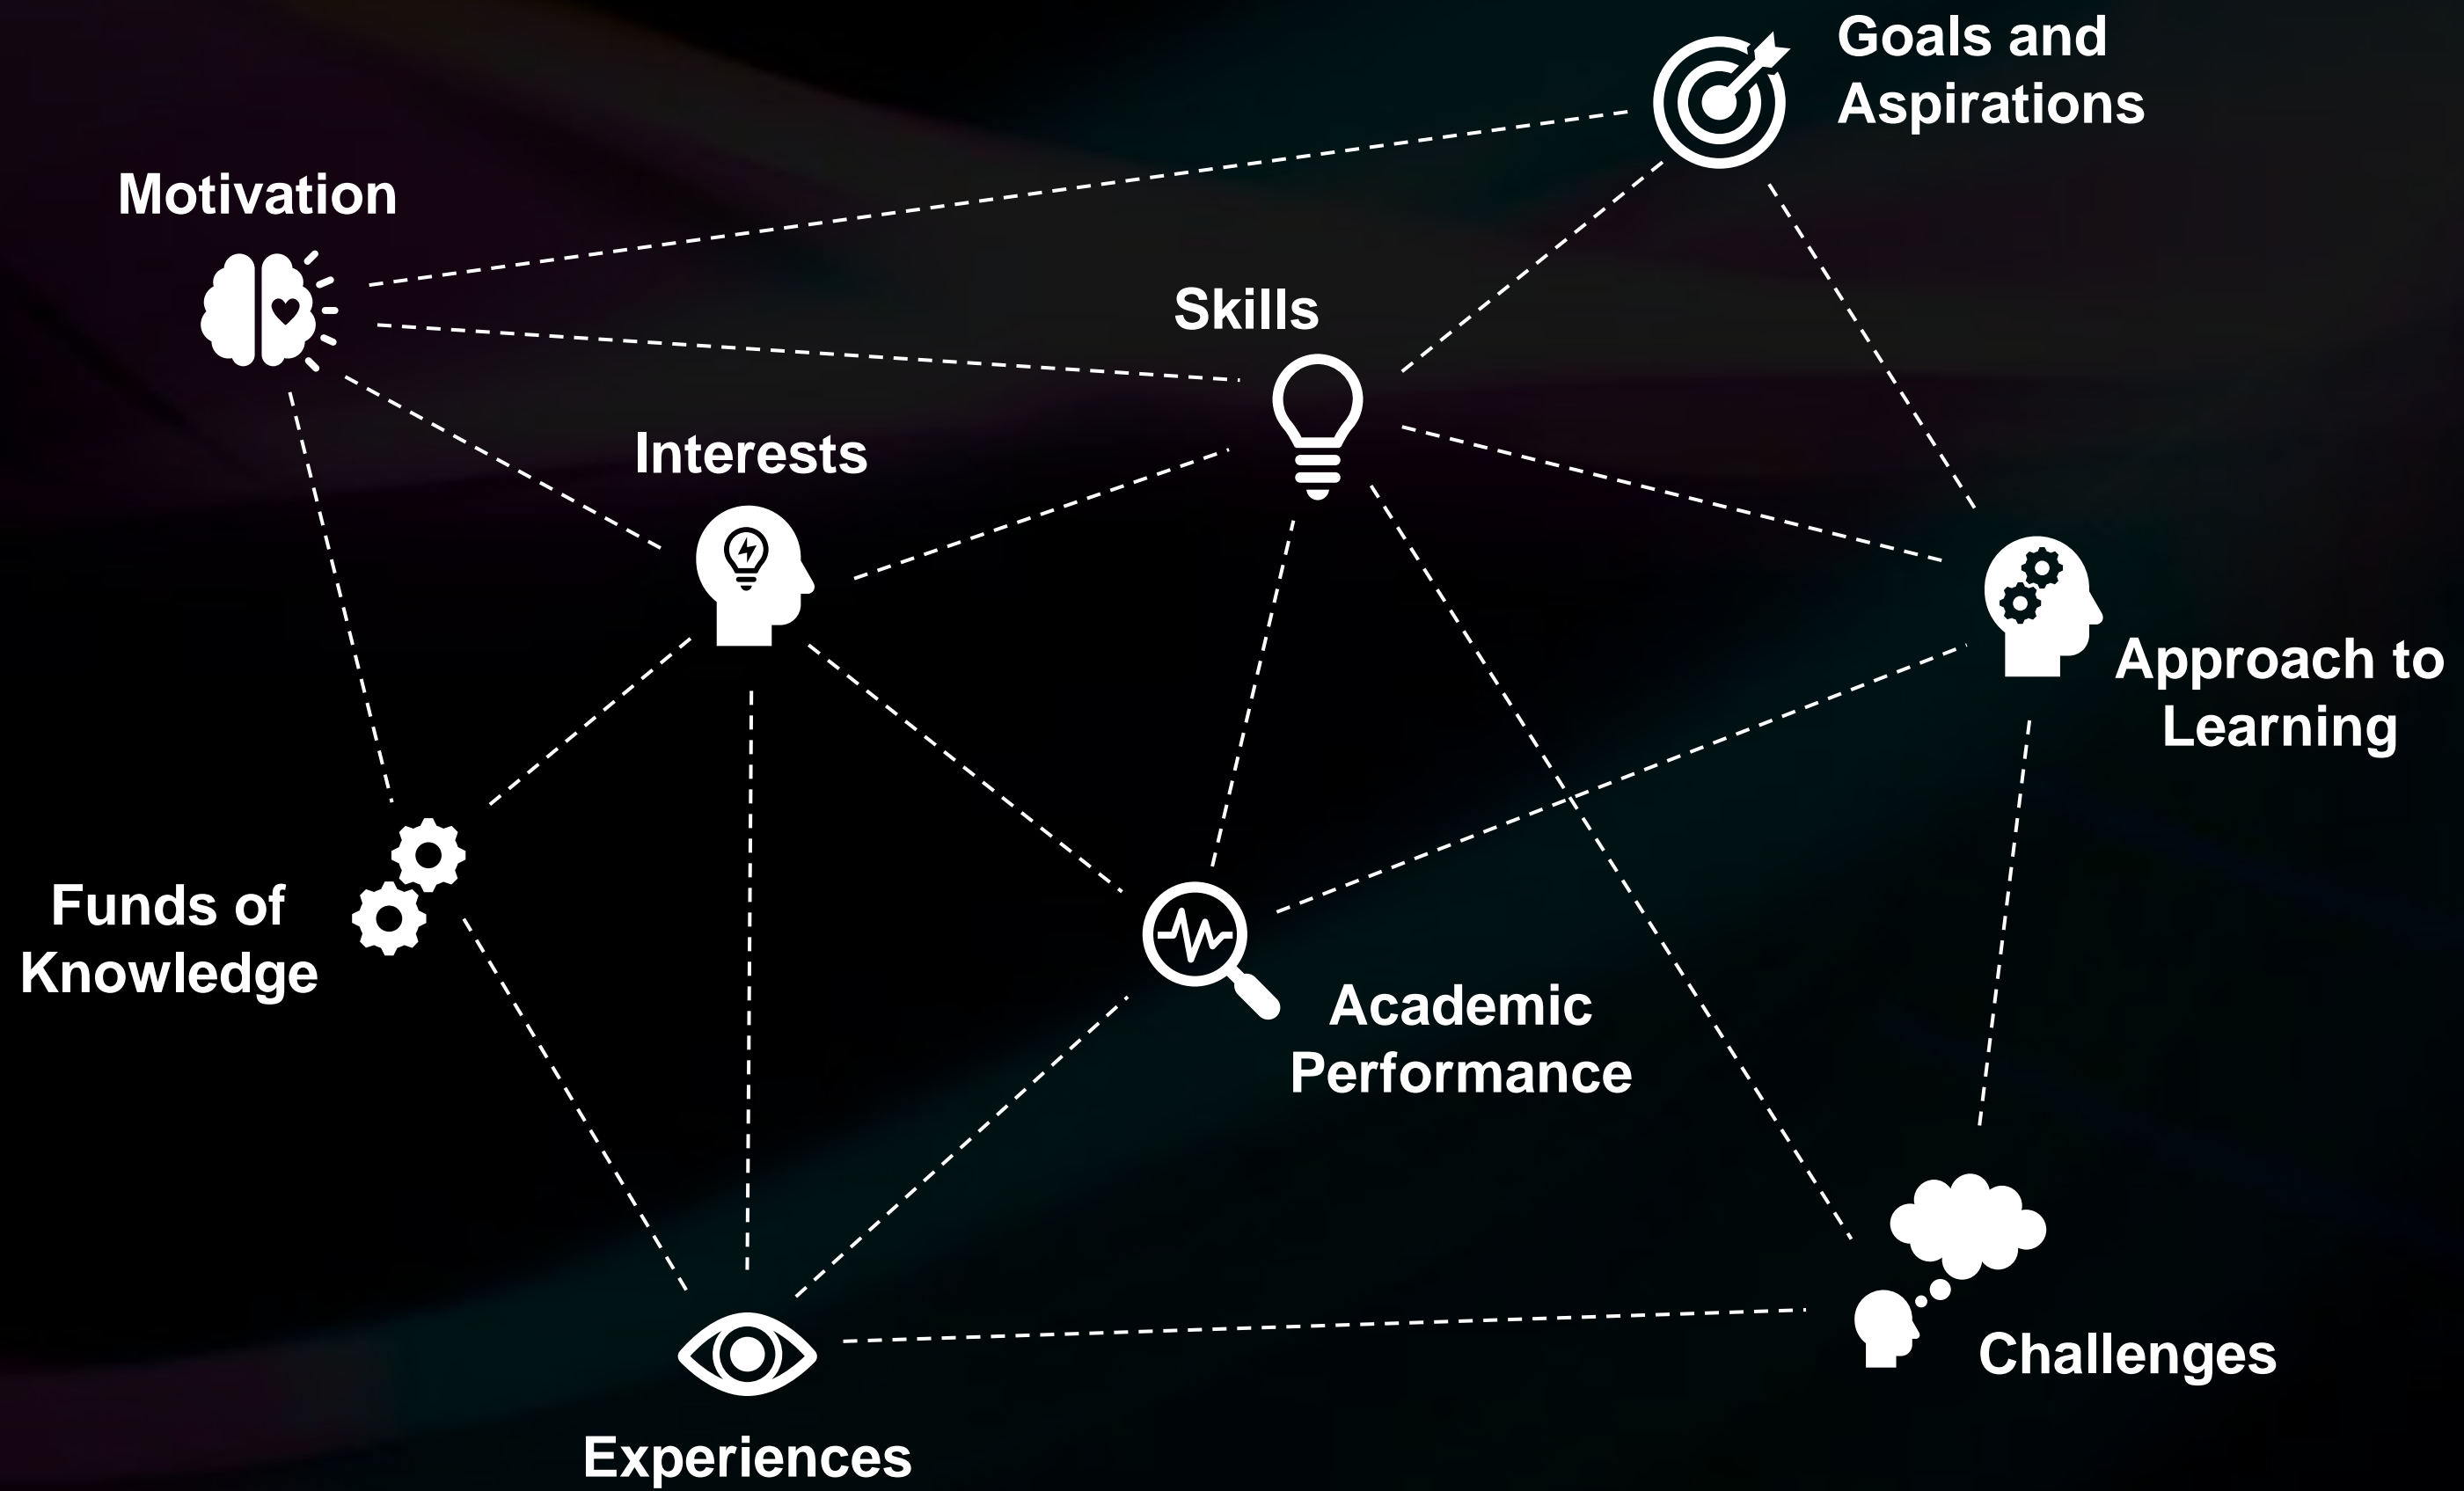 Goals and
Aspirations
Motivation
Skills
Interests
Approach to
Learning
Funds of
Knowledge
Academic
Performance
Challenges
Experiences